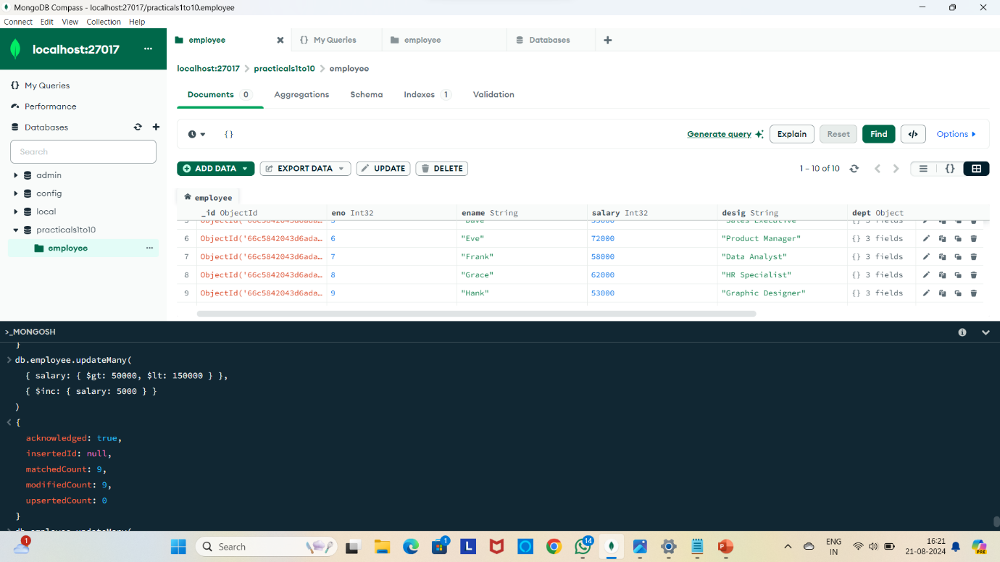 MongoDB Compass - localhost:27017/practicals1to10.employee
Connect Edit View Collection Help
localhost:27017 ...
employee
{} My Queries
employee
Databases
localhost:27017 > practicals1to10 > employee
My Queries
Performance
Databases
Search
admin
config
local
practicals1to10
employee ...
Documents 0 Aggregations Schema Indexes 1 Validation
{} Generate query Explain Reset Find </> Options
ADD DATA EXPORT DATA UPDATE DELETE 1 – 10 of 10
employee
_id ObjectId eno Int32 ename String salary Int32 desig String dept Object
5 ObjectId('66c5842043d6ada… "Dave" "Sales Executive" {} 3 fields
6 ObjectId('66c5842043d6ada… 6 "Eve" 72000 "Product Manager" {} 3 fields
7 ObjectId('66c5842043d6ada… 7 "Frank" 58000 "Data Analyst" {} 3 fields
8 ObjectId('66c5842043d6ada… 8 "Grace" 62000 "HR Specialist" {} 3 fields
9 ObjectId('66c5842043d6ada… 9 "Hank" 53000 "Graphic Designer" {} 3 fields
>_MONGOSH
}
> db.employee.updateMany(
{ salary: { $gt: 50000, $lt: 150000 } },
{ $inc: { salary: 5000 } }
)
< {
acknowledged: true,
insertedId: null,
matchedCount: 9,
modifiedCount: 9,
upsertedCount: 0
}
> db.employee.updateMany(
1
Search
1
14
ENG
IN
16:21
21-08-2024
PRE